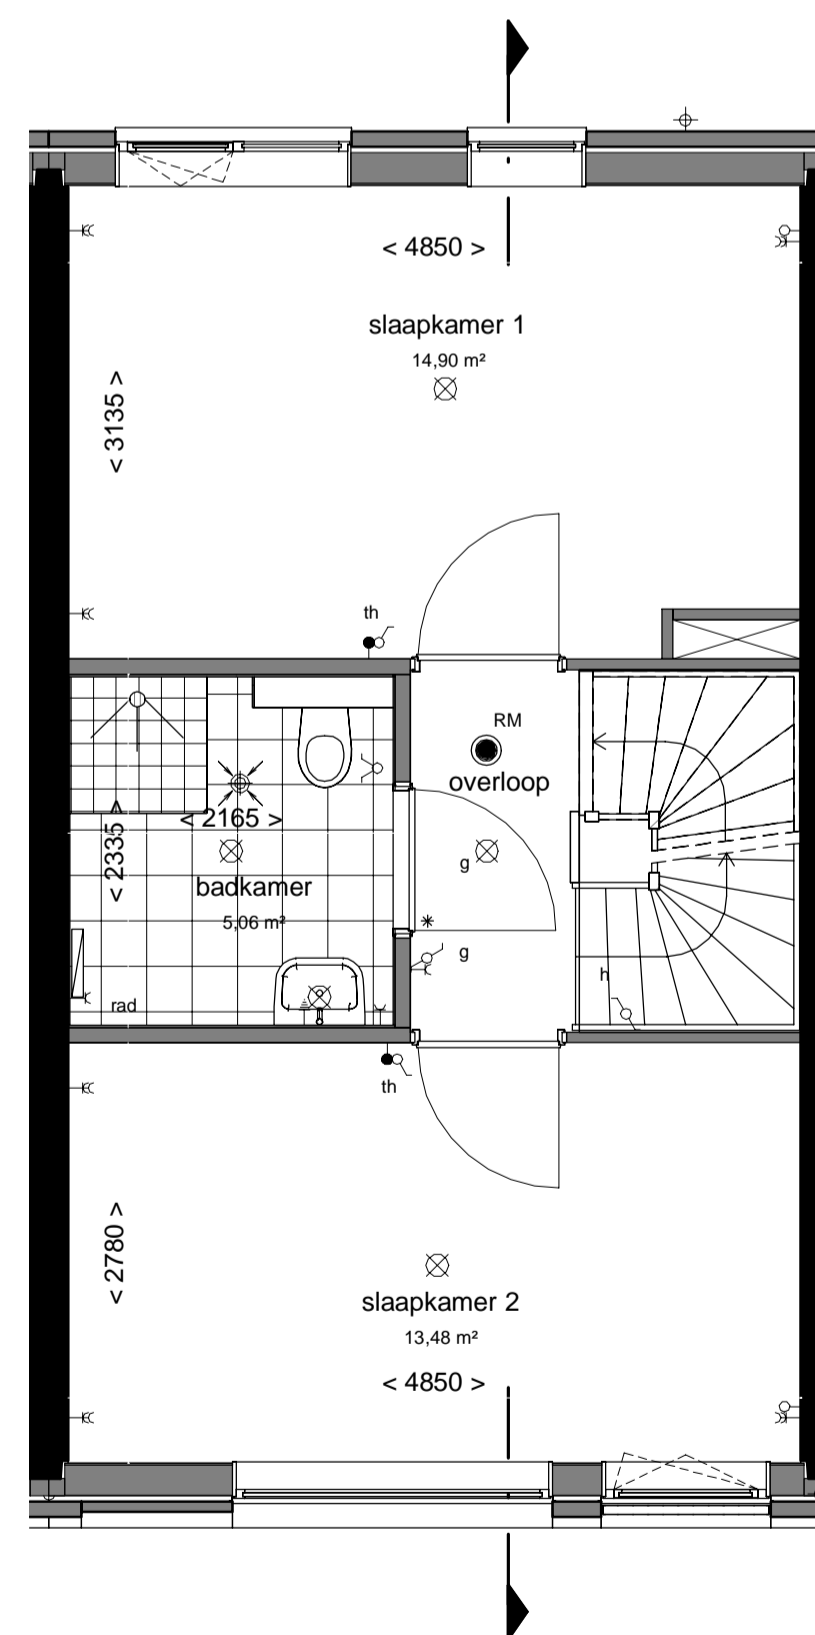 < 4850 >
slaapkamer 1
14,90 m²
< 3135 >
th
RM
overloop
< 2165 >
< 2335 >
g
badkamer
5,06 m²
*
g
h
rad
th
< 2780 >
slaapkamer 2
13,48 m²
< 4850 >